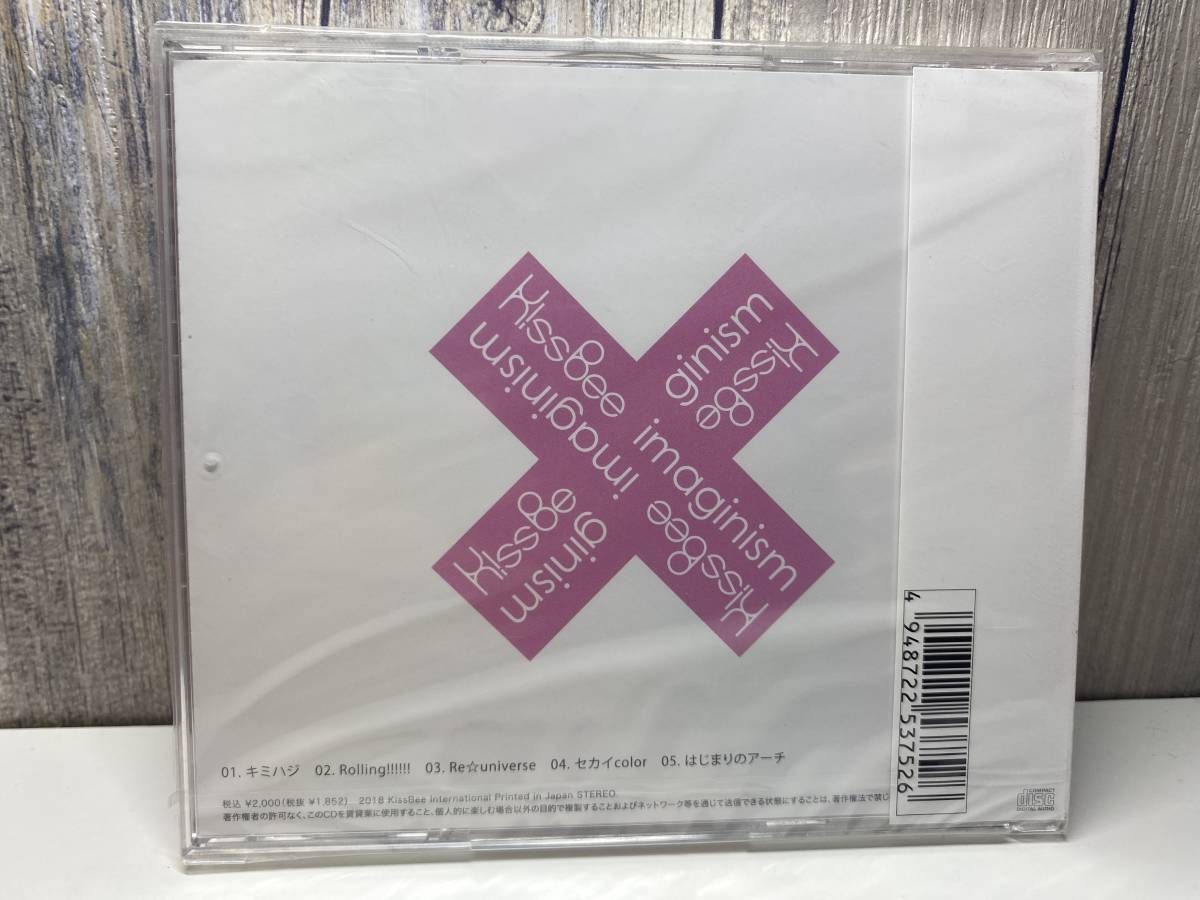 KissBee
imaginism
ginism
KissBee
imaginism
KissBee
ginism
KissBee
01. キミハジ 02. Rolling!!!!!! 03. Re☆universe 04. セカイcolor 05. はじまりのアーチ
税込 ¥2,000(税抜 ¥1,852) 2018 KissBee International Printed in Japan STEREO.
著作権者の許可なく、このCDを賃貸業に使用すること、個人的に楽しむ場合以外の目的で複製することおよびネットワーク等を通じて送信できる状態にすることは、著作権法で禁じ
4 948722 537526
COMPACT
disc
DIGITAL AUDIO